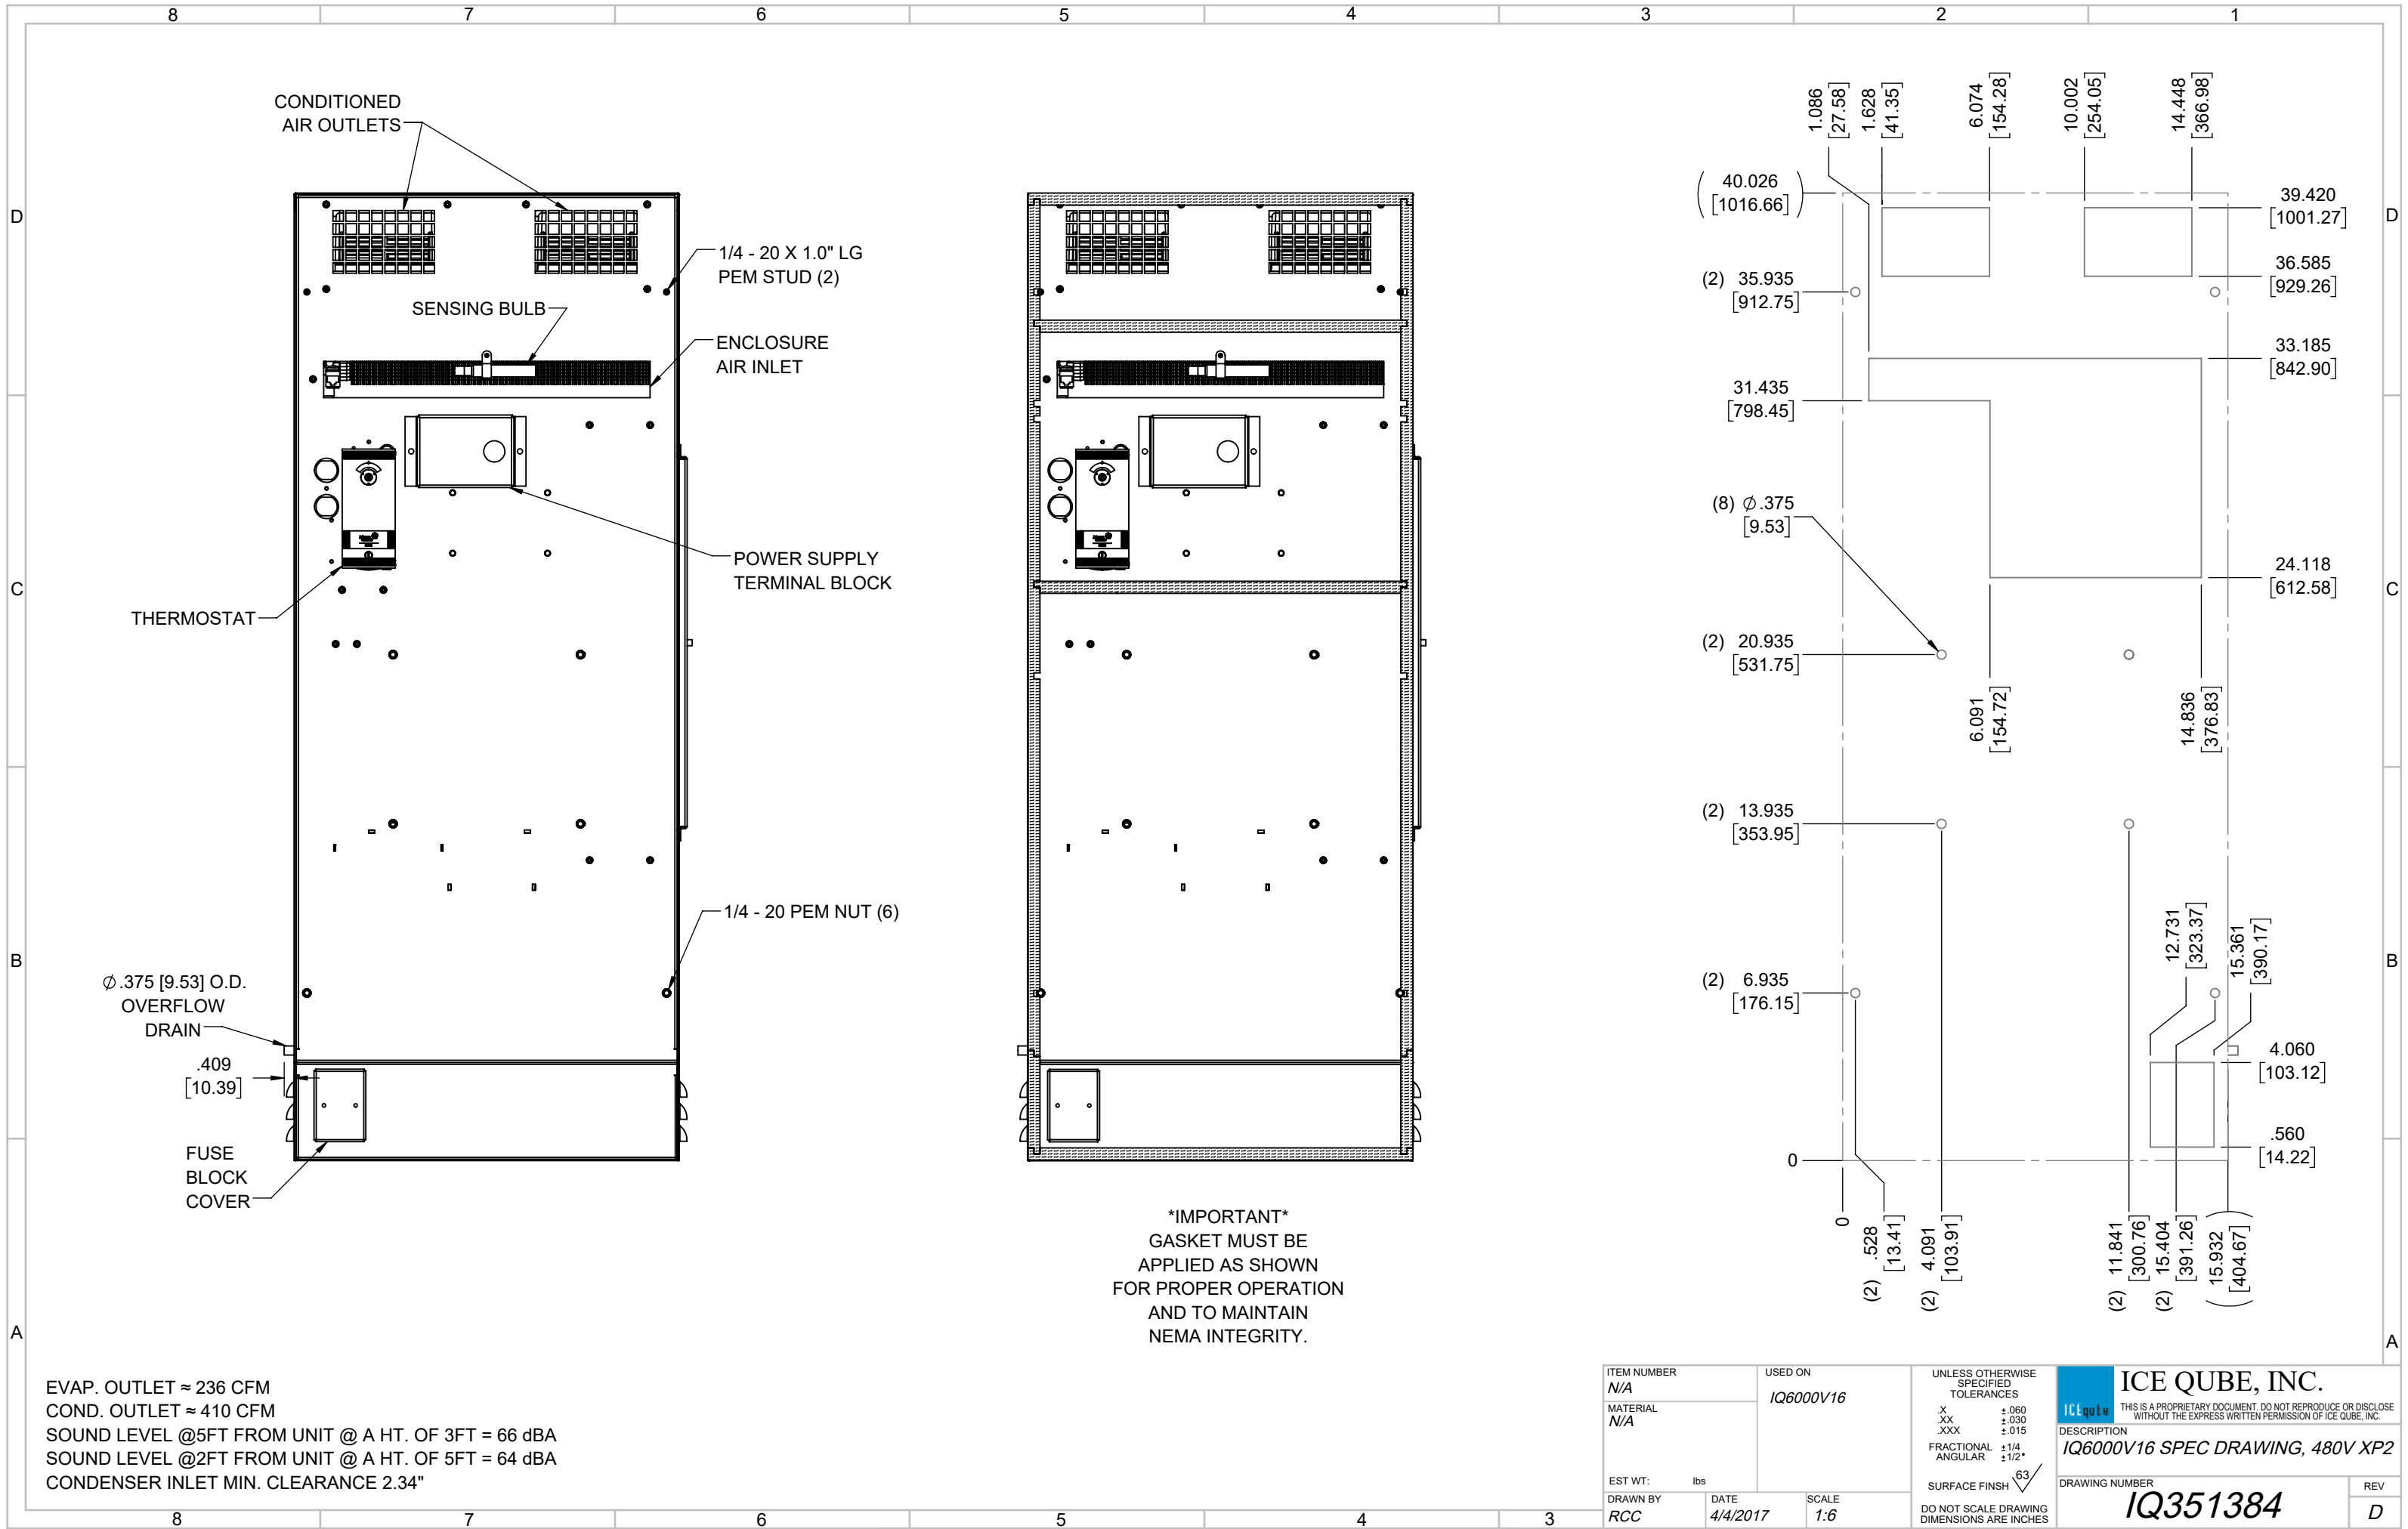 8 7 6 5 4 3 2 1
D
C
B
A
CONDITIONED
AIR OUTLETS
1/4 - 20 X 1.0" LG
PEM STUD (2)
SENSING BULB
ENCLOSURE
AIR INLET
POWER SUPPLY
TERMINAL BLOCK
THERMOSTAT
1/4 - 20 PEM NUT (6)
∅.375 [9.53] O.D.
OVERFLOW
DRAIN
.409
[10.39]
FUSE
BLOCK
COVER
*IMPORTANT*
GASKET MUST BE
APPLIED AS SHOWN
FOR PROPER OPERATION
AND TO MAINTAIN
NEMA INTEGRITY.
1.086
[27.58]
1.628
[41.35]
6.074
[154.28]
10.002
[254.05]
14.448
[366.98]
(40.026
[1016.66])
39.420
[1001.27]
(2) 35.935
[912.75]
36.585
[929.26]
33.185
[842.90]
31.435
[798.45]
(8) ∅.375
[9.53]
24.118
[612.58]
(2) 20.935
[531.75]
6.091
[154.72]
14.836
[376.83]
(2) 13.935
[353.95]
12.731
[323.37]
15.361
[390.17]
(2) 6.935
[176.15]
4.060
[103.12]
.560
[14.22]
0
0
(2) .528
[13.41]
(2) 4.091
[103.91]
(2) 11.841
[300.76]
(2) 15.404
[391.26]
(15.932
[404.67])
D
C
B
A
EVAP. OUTLET ≈ 236 CFM
COND. OUTLET ≈ 410 CFM
SOUND LEVEL @5FT FROM UNIT @ A HT. OF 3FT = 66 dBA
SOUND LEVEL @2FT FROM UNIT @ A HT. OF 5FT = 64 dBA
CONDENSER INLET MIN. CLEARANCE 2.34"
ITEM NUMBER
N/A
MATERIAL
N/A
EST WT: lbs
DRAWN BY
RCC
DATE
4/4/2017
SCALE
1:6
USED ON
IQ6000V16
UNLESS OTHERWISE
SPECIFIED
TOLERANCES
.X ±.060
.XX ±.030
.XXX ±.015
FRACTIONAL ±1/4
ANGULAR ±1/2°
SURFACE FINSH 63
DO NOT SCALE DRAWING
DIMENSIONS ARE INCHES
ICEqube
ICE QUBE, INC.
THIS IS A PROPRIETARY DOCUMENT. DO NOT REPRODUCE OR DISCLOSE
WITHOUT THE EXPRESS WRITTEN PERMISSION OF ICE QUBE, INC.
DESCRIPTION
IQ6000V16 SPEC DRAWING, 480V XP2
DRAWING NUMBER
IQ351384
REV
D
8 7 6 5 4 3